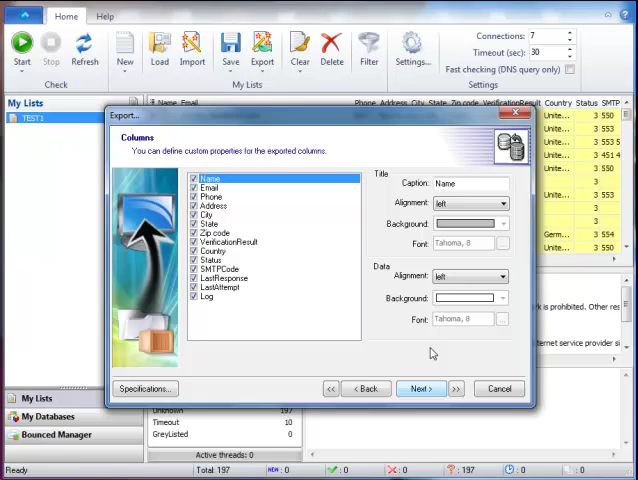 Home Help
Start Stop Refresh New Load Import Save Export Clear Delete Filter Settings...
Connections: 7
Timeout (sec): 30
Fast checking (DNS query only)
Check My Lists Settings
My Lists
TEST1
Name Email Phone Address City State Zip code VerificationResult Country Status SMTP
Unite... 3 550
Unite... 3 553
3 553 5
Unite... 3 451 4
3 550
3
Unite... 3 553
3
Germ... 3 554
Unite... 3 550
Export...
Columns
You can define custom properties for the exported columns.
Name
Email
Phone
Address
City
State
Zip code
VerificationResult
Country
Status
SMTPCode
LastResponse
LastAttempt
Log
Title
Caption: Name
Alignment: left
Background:
Font: Tahoma, 8 ...
Data
Alignment: left
Background:
Font: Tahoma, 8 ...
k is prohibited. Other res
ternet service provider si
Specifications... << < Back Next > >> Cancel
My Lists
My Databases
Bounced Manager
Unknown 197
Timeout 10
GreyListed 0
Active threads: 0
Ready Total: 197 NEW : 0 : 0 : 0 : 197 : 0 : 0